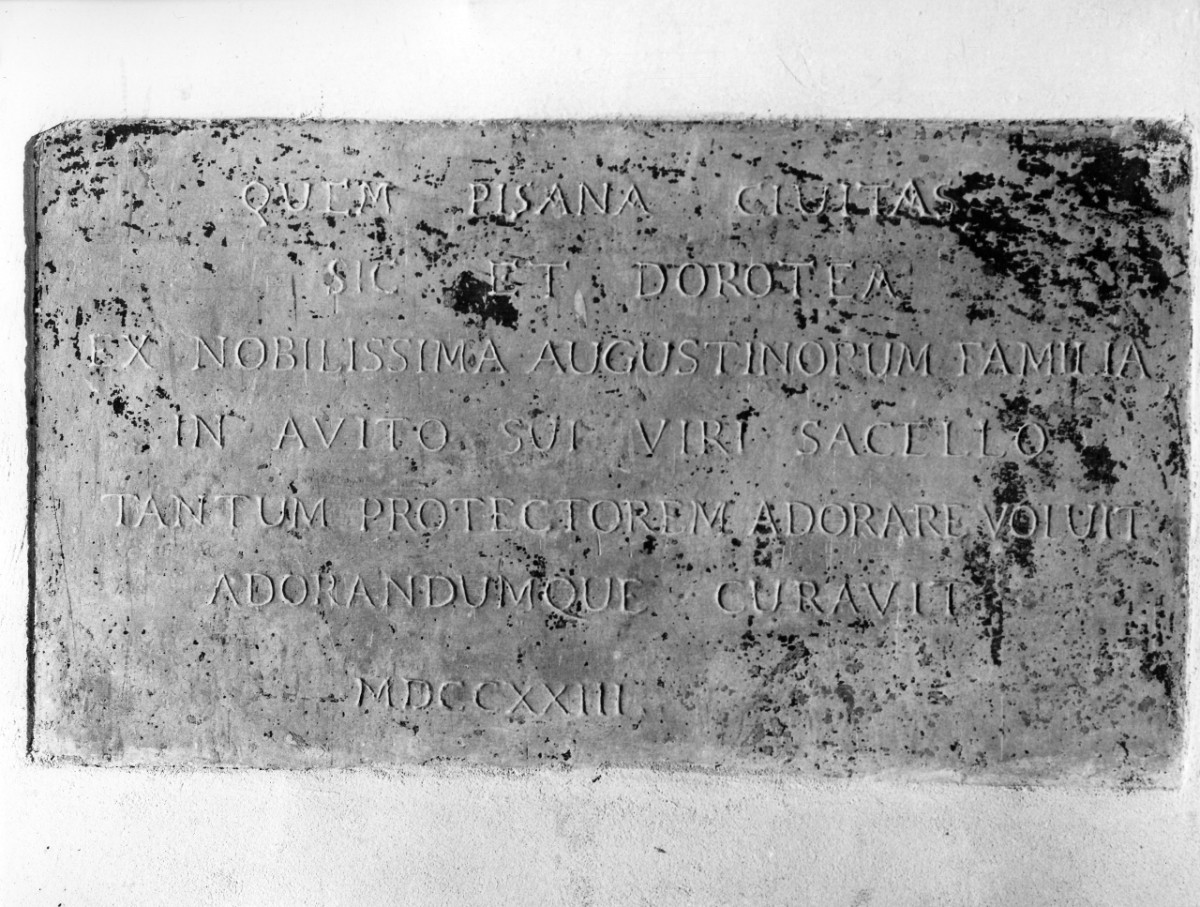 QUEM PISANA CIUITAS
SIC ET DOROTEA
EX NOBILISSIMA AUGUSTINORUM FAMILIA
IN AVITO SUI VIRI SACELLO
TANTUM PROTECTOREM ADORARE VOLUIT
ADORANDUMQUE CURAVIT
MDCCXXIII